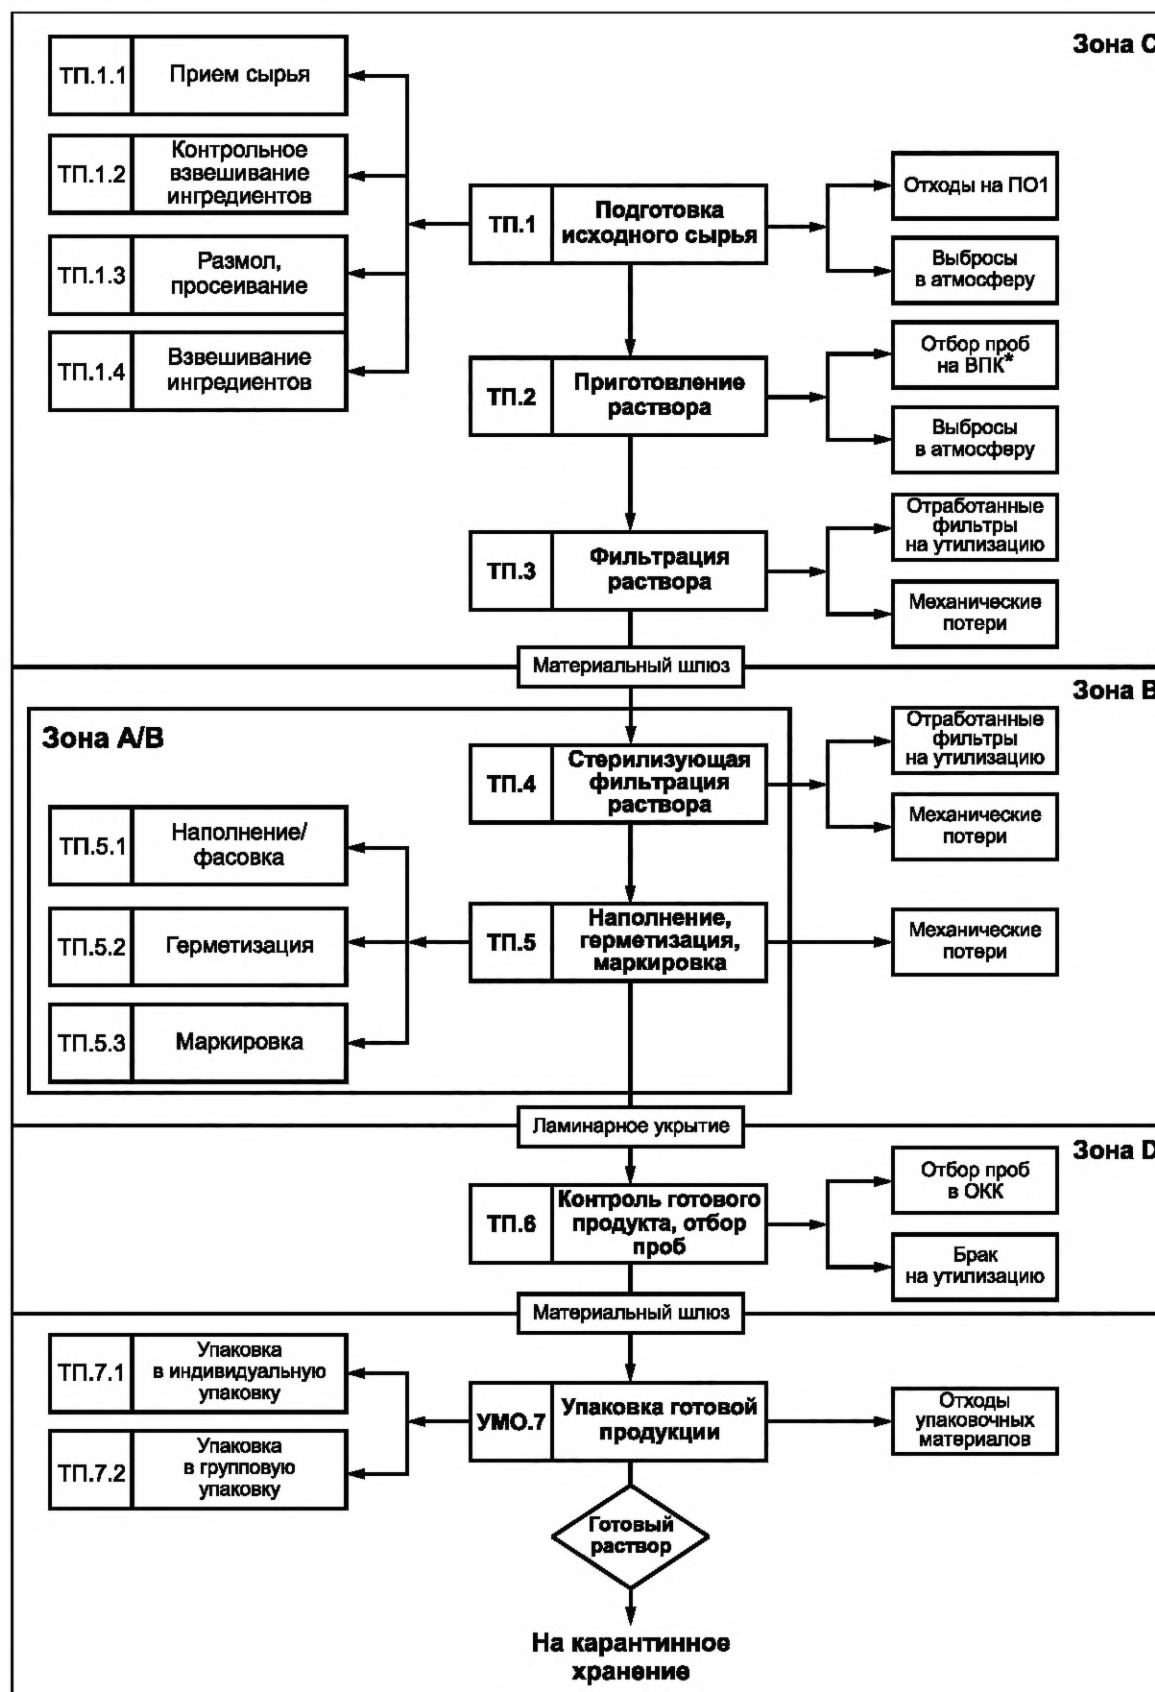 Зона C
ТП.1.1
Прием сырья
ТП.1.2
Контрольное
взвешивание
ингредиентов
ТП.1.3
Размол,
просеивание
ТП.1.4
Взвешивание
ингредиентов
ТП.1
Подготовка
исходного сырья
Отходы на ПО1
Выбросы
в атмосферу
ТП.2
Приготовление
раствора
Отбор проб
на ВПК*
Выбросы
в атмосферу
ТП.3
Фильтрация
раствора
Отработанные
фильтры
на утилизацию
Механические
потери
Материальный шлюз
Зона B
Зона A/B
ТП.4
Стерилизующая
фильтрация
раствора
Отработанные
фильтры
на утилизацию
Механические
потери
ТП.5.1
Наполнение/
фасовка
ТП.5.2
Герметизация
ТП.5.3
Маркировка
ТП.5
Наполнение,
герметизация,
маркировка
Механические
потери
Ламинарное укрытие
Зона D
ТП.6
Контроль готового
продукта, отбор
проб
Отбор проб
в ОКК
Брак
на утилизацию
Материальный шлюз
ТП.7.1
Упаковка
в индивидуальную
упаковку
ТП.7.2
Упаковка
в групповую
упаковку
УМО.7
Упаковка готовой
продукции
Отходы
упаковочных
материалов
Готовый
раствор
На карантинное
хранение